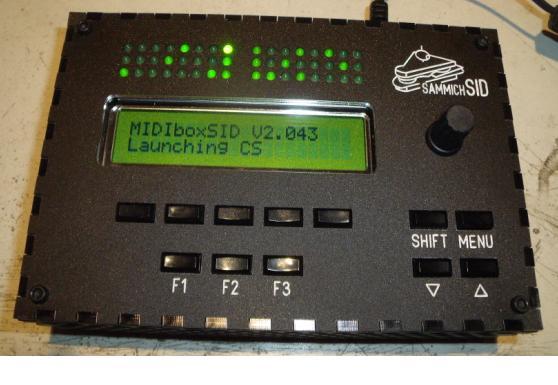 SAMMICHSID
MIDIboxSID V2.043
Launching CS
SHIFT MENU
F1 F2 F3